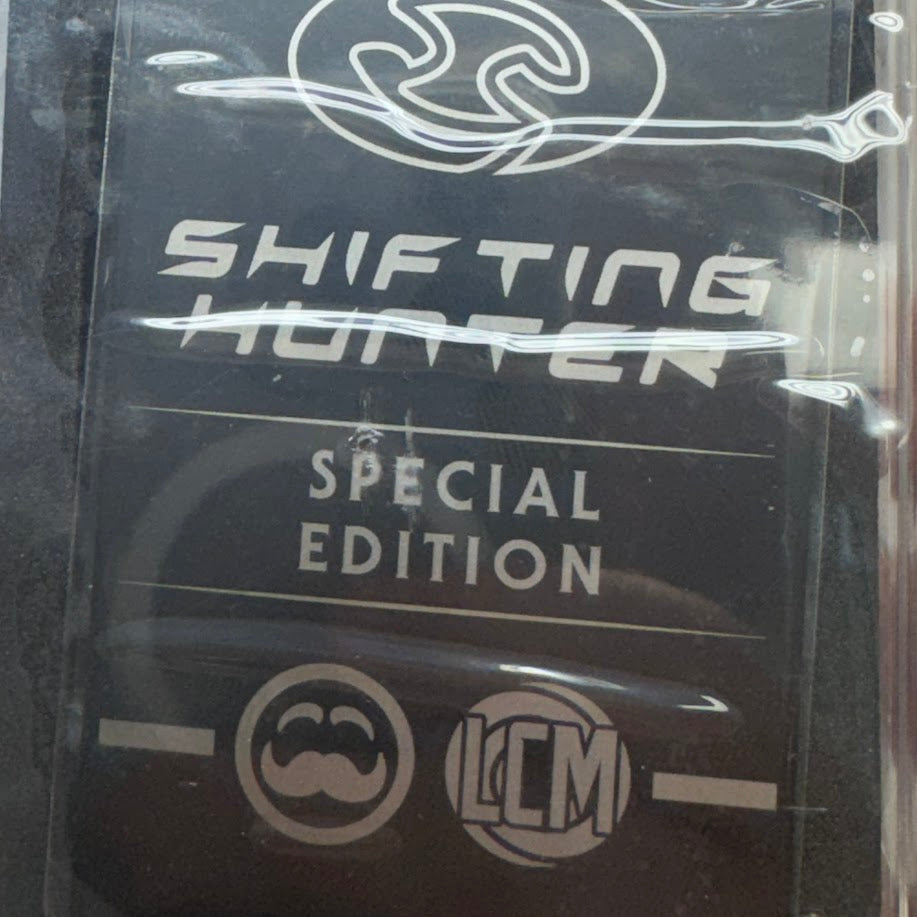 SHIFTING
HUNTER
SPECIAL
EDITION
LCM